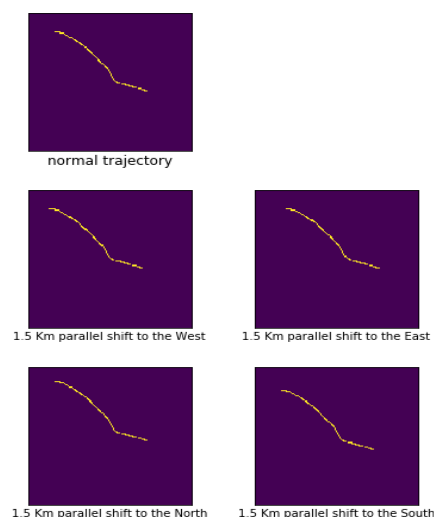 normal trajectory
1.5 Km parallel shift to the West
1.5 Km parallel shift to the East
1.5 Km parallel shift to the North
1.5 Km parallel shift to the South